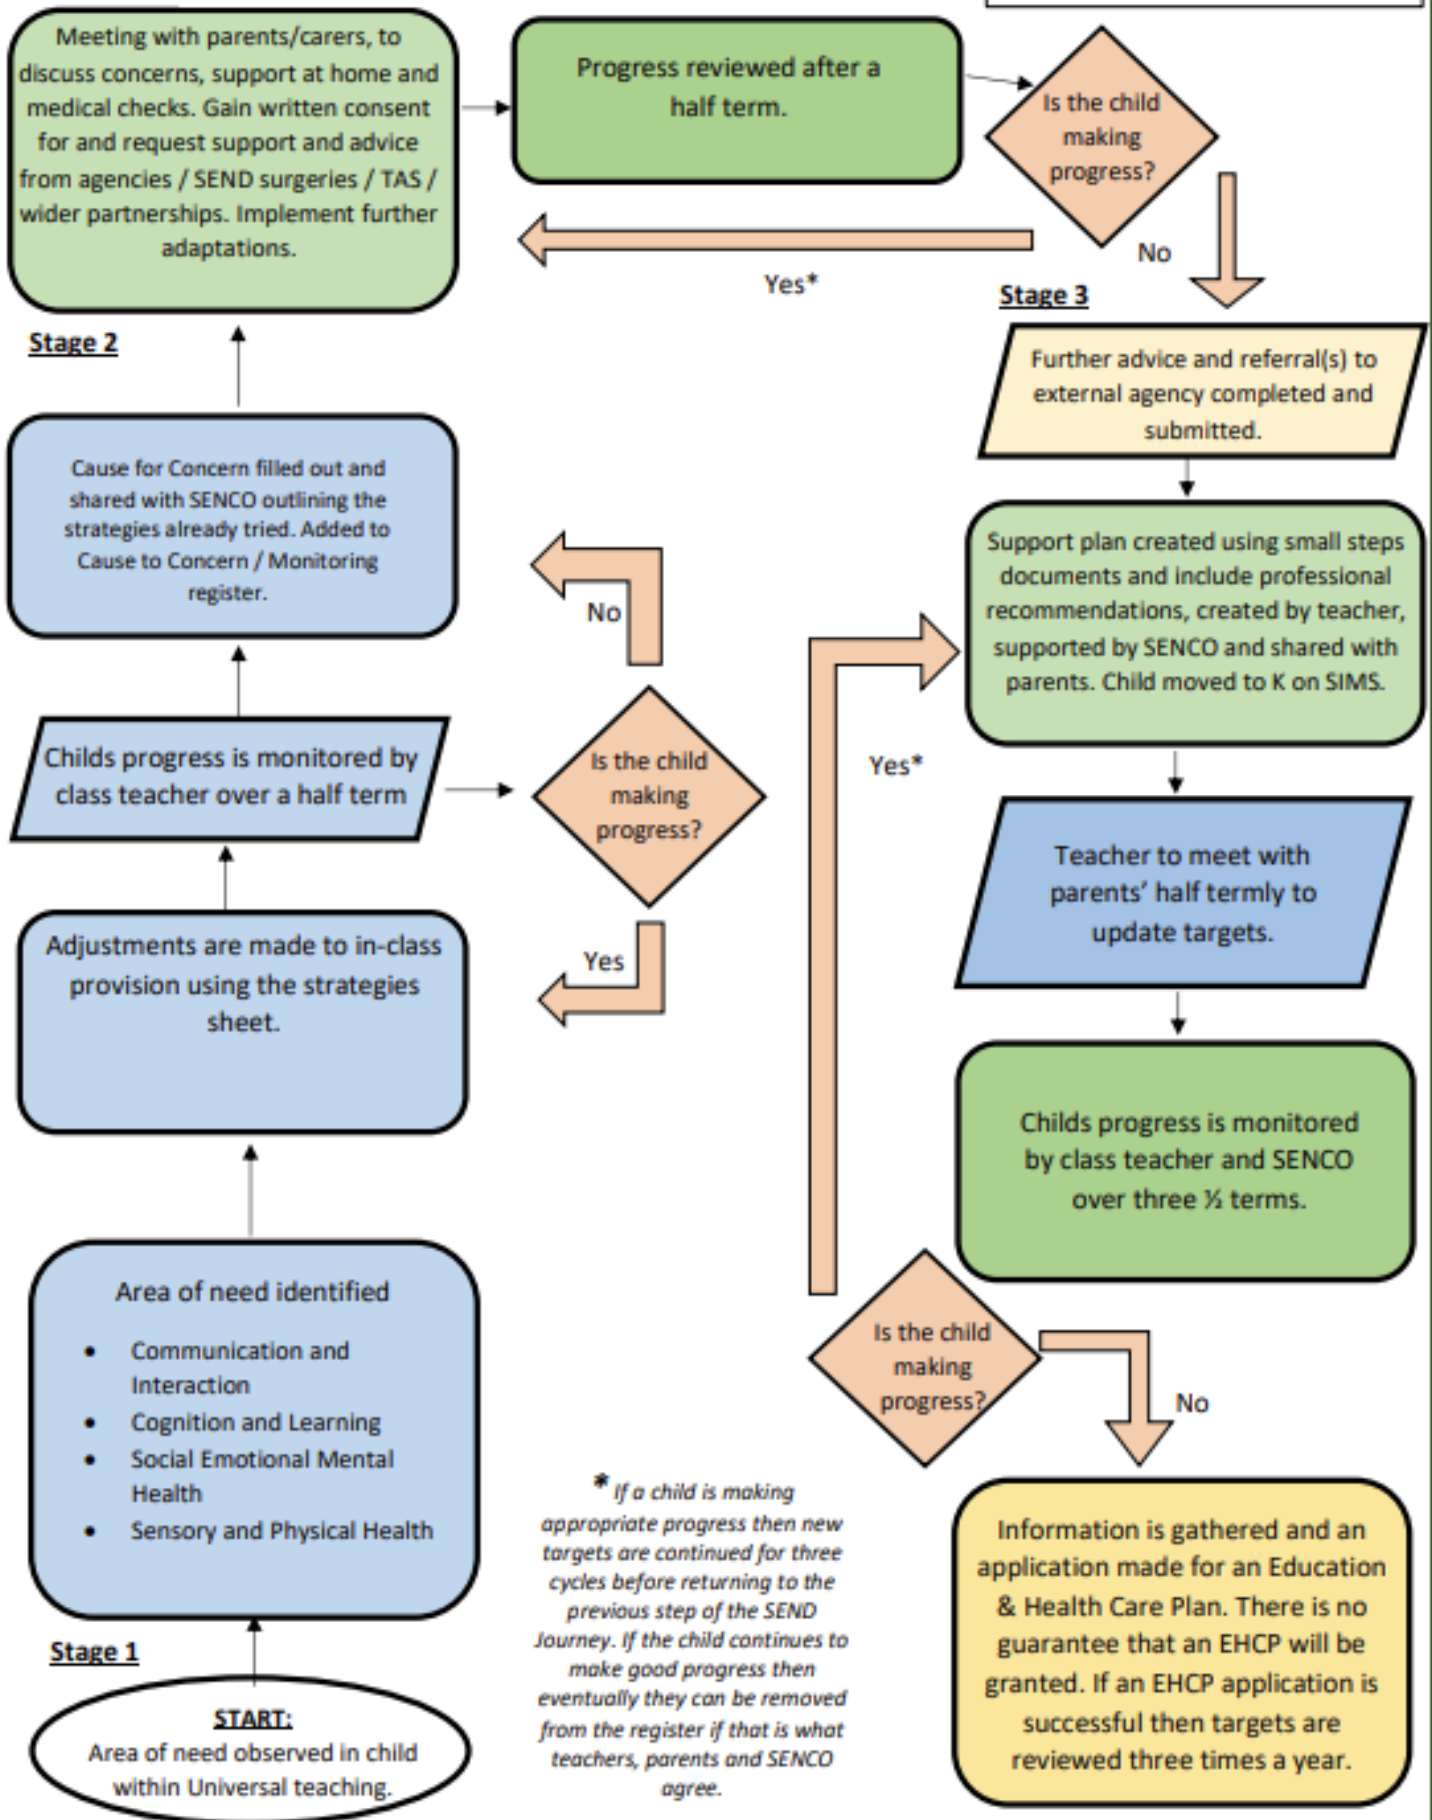 Meeting with parents/carers, to
discuss concerns, support at home and
medical checks. Gain written consent
for and request support and advice
from agencies / SEND surgeries / TAS /
wider partnerships. Implement further
adaptations.
Progress reviewed after a
half term.
Is the child
making
progress?
Yes*
No
Stage 2
Stage 3
Further advice and referral(s) to
external agency completed and
submitted.
Cause for Concern filled out and
shared with SENCO outlining the
strategies already tried. Added to
Cause to Concern / Monitoring
register.
No
Support plan created using small steps
documents and include professional
recommendations, created by teacher,
supported by SENCO and shared with
parents. Child moved to K on SIMS.
Childs progress is monitored by
class teacher over a half term
Is the child
making
progress?
Yes*
Teacher to meet with
parents' half termly to
update targets.
Adjustments are made to in-class
provision using the strategies
sheet.
Yes
Childs progress is monitored
by class teacher and SENCO
over three ½ terms.
Area of need identified
• Communication and
Interaction
• Cognition and Learning
• Social Emotional Mental
Health
• Sensory and Physical Health
Is the child
making
progress?
No
Stage 1
START:
Area of need observed in child
within Universal teaching.
* If a child is making
appropriate progress then new
targets are continued for three
cycles before returning to the
previous step of the SEND
Journey. If the child continues to
make good progress then
eventually they can be removed
from the register if that is what
teachers, parents and SENCO
agree.
Information is gathered and an
application made for an Education
& Health Care Plan. There is no
guarantee that an EHCP will be
granted. If an EHCP application is
successful then targets are
reviewed three times a year.